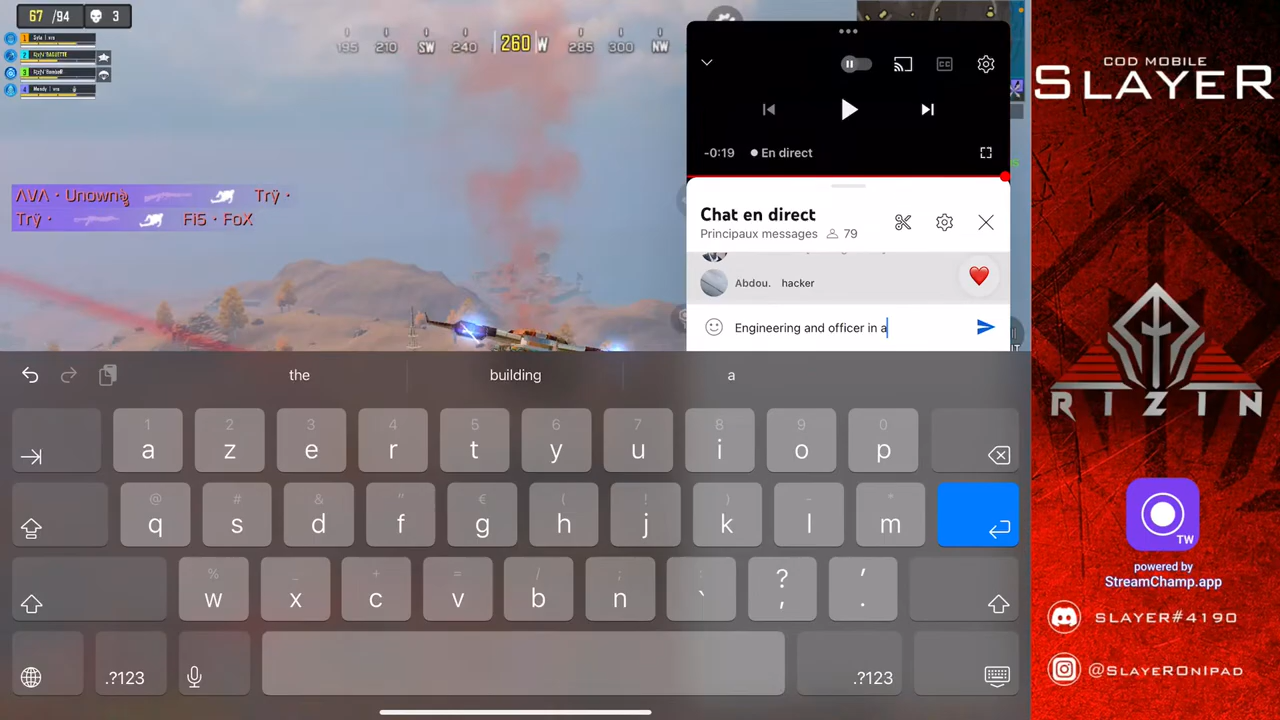 67 /94
3
195 210 SW 240 260 W 285 300 NW
ΛVΛ・Unown
Trÿ・
Trÿ・
Fi5・FoX
-0:19
En direct
CC
Chat en direct
Principaux messages 79
Abdou. hacker
Engineering and officer in a
the building a
1 2 3 4 5 6 7 8 9 0
a z e r t y u i o p
@ # & " € ( ! ) - *
q s d f g h j k l m
% _ + = / ; : ? '
w x c v b n ` , .
.?123 .?123
COD MOBILE
SLAYER
RIZIN
TW
powered by
StreamChamp.app
SLAYER#4190
@SLAYEROnIPAD